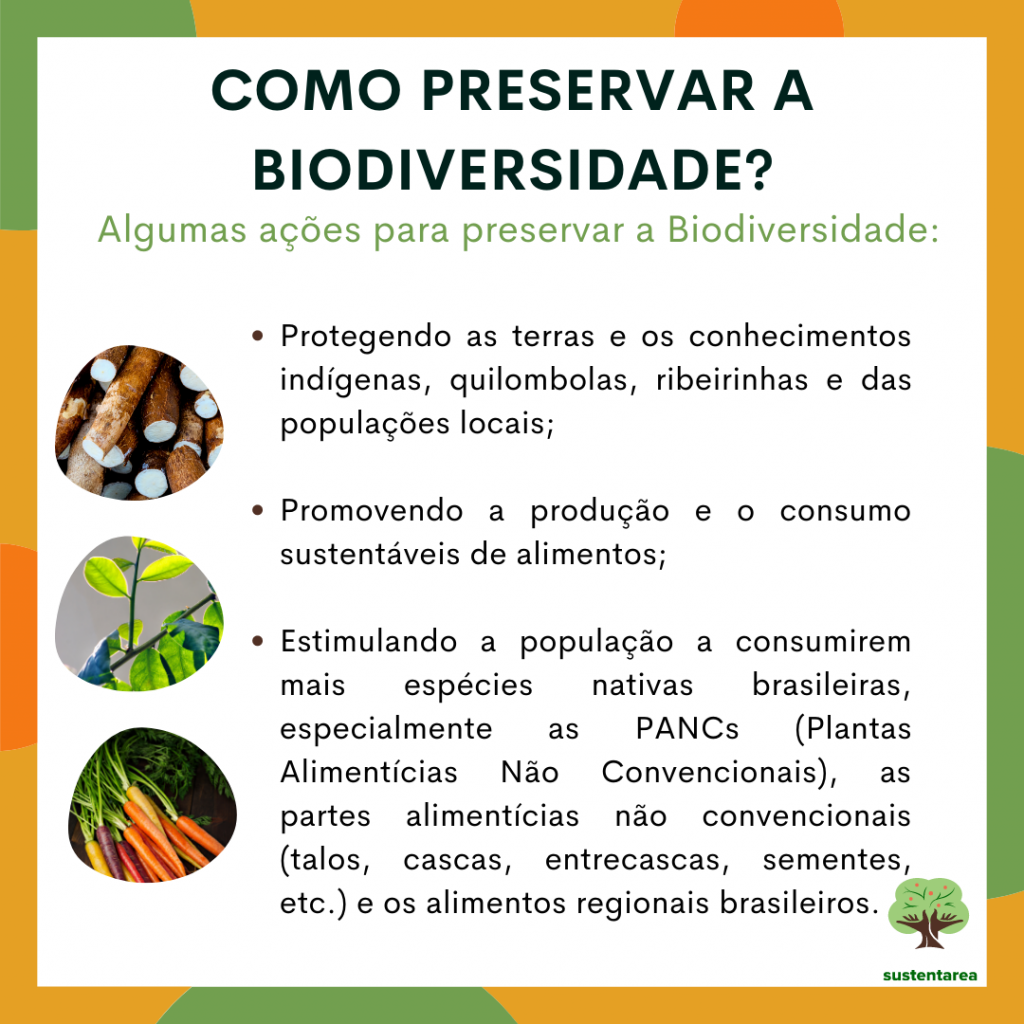 COMO PRESERVAR A
BIODIVERSIDADE?
Algumas ações para preservar a Biodiversidade:
• Protegendo as terras e os conhecimentos
indígenas, quilombolas, ribeirinhas e das
populações locais;
• Promovendo a produção e o consumo
sustentáveis de alimentos;
• Estimulando a população a consumirem
mais espécies nativas brasileiras,
especialmente as PANCs (Plantas
Alimentícias Não Convencionais), as
partes alimentícias não convencionais
(talos, cascas, entrecascas, sementes,
etc.) e os alimentos regionais brasileiros.
sustentarea